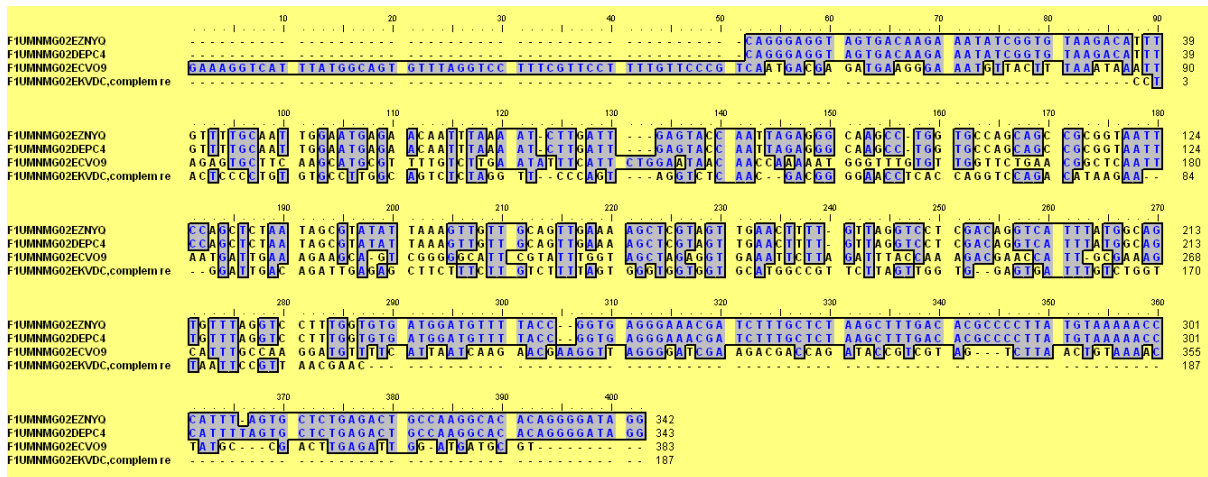 10 20 30 40 50 60 70 80 90
F1UMNMG02EZNYQ ---------- ---------- ---------- ---------- ---------- -CAGGGAGGT AGTGACAAGA AATATCGGTG TAAGACATTT 39
F1UMNMG02DEPC4 ---------- ---------- ---------- ---------- ---------- -CAGGGAGGT AGTGACAAGA AATATCGGTG TAAGACATTT 39
F1UMNMG02ECVO9 GAAAGGTCAT TTATGGCAGT GTTTAGGTCC TTTCGTTCCT TTTGTTCCCG TCAATGACGA GATGAAGGGA AATGTTACTT TAAATAAATT 90
F1UMNMG02EKVDC,complem re ---------- ---------- ---------- ---------- ---------- ---------- ---------- ---------- -------CCT 3
100 110 120 130 140 150 160 170 180
F1UMNMG02EZNYQ GTTTTGCAAT TGGAATGAGA ACAATTTAAA AT-CTTGATT ---GAGTACC AATTAGAGGG CAAGCC-TGG TGCCAGCAGC CGCGGTAATT 124
F1UMNMG02DEPC4 GTTTTGCAAT TGGAATGAGA ACAATTTAAA AT-CTTGATT ---GAGTACC AATTAGAGGG CAAGCC-TGG TGCCAGCAGC CGCGGTAATT 124
F1UMNMG02ECVO9 AGAGTGCTTC AAGCATGCGT TTTGTCTTGA ATATTTCATT CTGGAATAAC AACCAAAAAT GGGTTTGTGT TGGTTCTGAA CGGCTCAATT 180
F1UMNMG02EKVDC,complem re ACTCCCCTGT GTGCCTTGGC AGTCTCTAGG TT--CCCAGT ---AGGTCTC AAC--GACGG GGAACCTCAC CAGGTCCAGA CATAAGAA-- 84
190 200 210 220 230 240 250 260 270
F1UMNMG02EZNYQ CCAGCTCTAA TAGCGTATAT TAAAGTTGTT GCAGTTGAAA AGCTCGTAGT TGAACTTTT- GTTAGGTCCT CGACAGGTCA TTTATGGCAG 213
F1UMNMG02DEPC4 CCAGCTCTAA TAGCGTATAT TAAAGTTGTT GCAGTTGAAA AGCTCGTAGT TGAACTTTT- GTTAGGTCCT CGACAGGTCA TTTATGGCAG 213
F1UMNMG02ECVO9 AATGATTGAA AGAAGCA-GT CGGGGGCATT CGTATTTGGT AGCTAGAGGT GAAATTCTTA GATTTACCAA AGACGAACCA TT-GCGAAAG 268
F1UMNMG02EKVDC,complem re --GGATTGAC AGATTGAGAG CTTCTTTCTT GTCTTTTAGT GGGTGGTGGT GCATGGCCGT TCTTAGTTGG TG--GAGTGA TTTGTCTGGT 170
280 290 300 310 320 330 340 350 360
F1UMNMG02EZNYQ TGTTTAGGTC CTTTGGTGTG ATGGATGTTT TACC--GGTG AGGGAAACGA TCTTTGCTCT AAGCTTTGAC ACGCCCCTTA TGTAAAAACC 301
F1UMNMG02DEPC4 TGTTTAGGTC CTTTGGTGTG ATGGATGTTT TACC--GGTG AGGGAAACGA TCTTTGCTCT AAGCTTTGAC ACGCCCCTTA TGTAAAAACC 301
F1UMNMG02ECVO9 CATTTGCCAA GGATGTTTTC ATTAATCAAG AACGAAGGTT AGGGGATCGA AGACGACCAG ATACCGTCGT AG---TCTTA ACTGTAAAAC 355
F1UMNMG02EKVDC,complem re TAATTCCGTT AACGAAC--- ---------- ---------- ---------- ---------- ---------- ---------- ---------- 187
370 380 390 400
F1UMNMG02EZNYQ CATTT-AGTG CTCTGAGACT GCCAAGGCAC ACAGGGGATA GG 342
F1UMNMG02DEPC4 CATTTTAGTG CTCTGAGACT GCCAAGGCAC ACAGGGGATA GG 343
F1UMNMG02ECVO9 TATGC---CG ACTTGAGATT GG-ATGATGC GT-------- -- 383
F1UMNMG02EKVDC,complem re ---------- ---------- ---------- ---------- -- 187